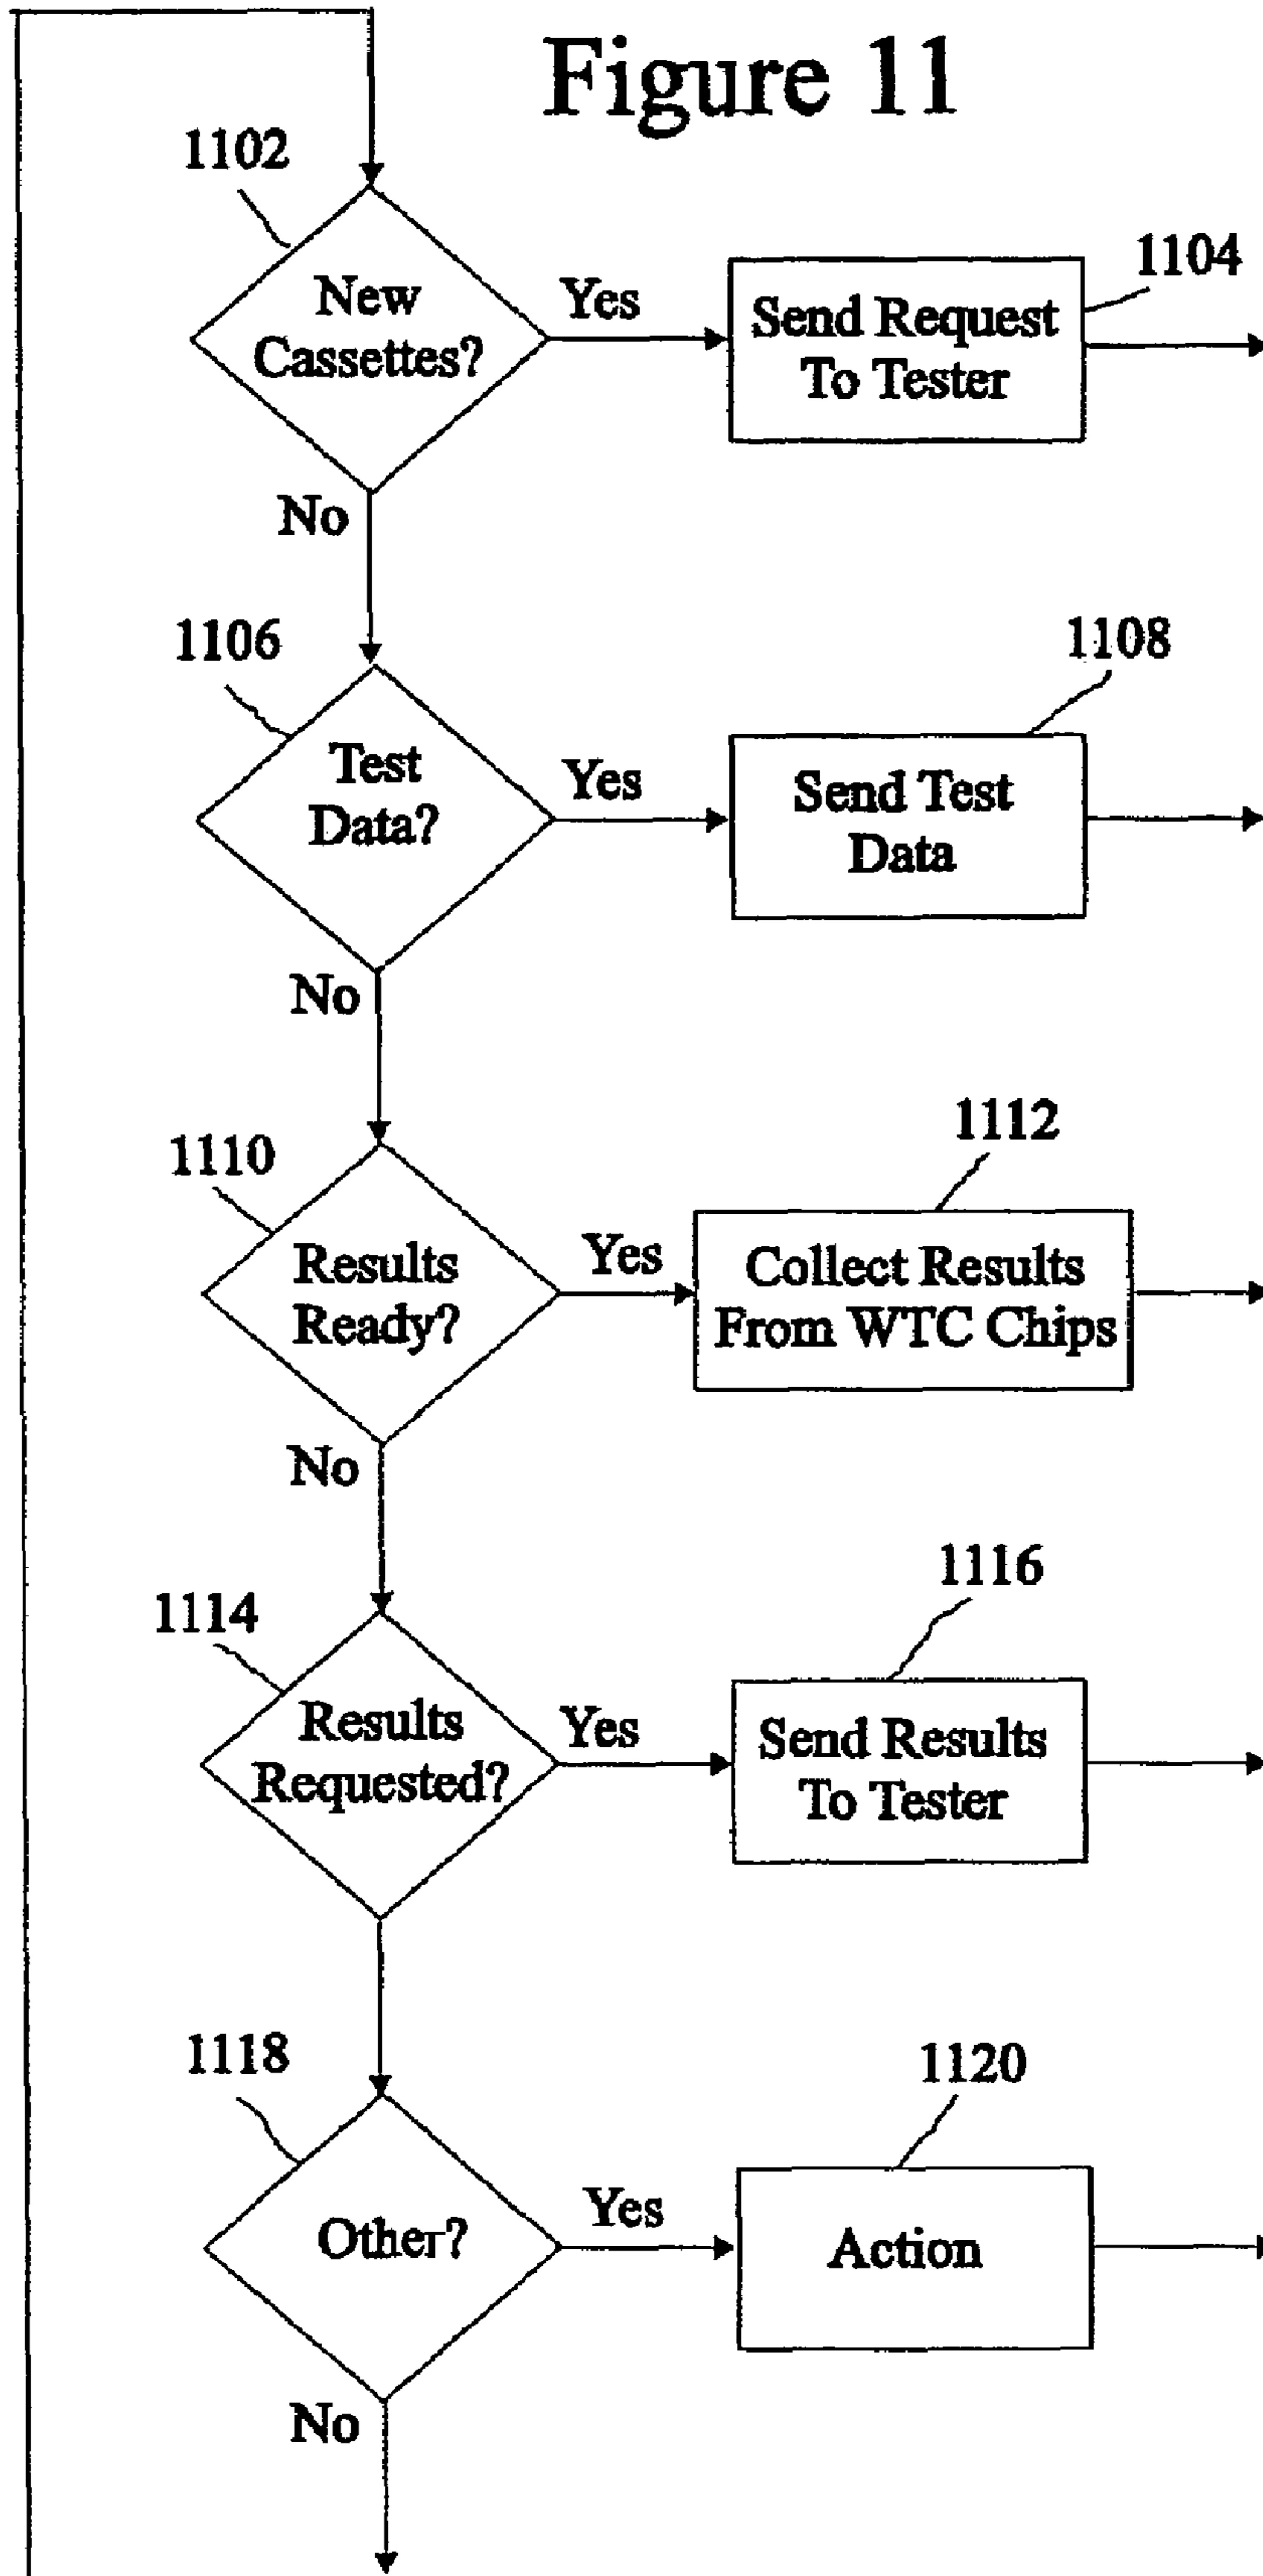 Figure 11
1102
New
Cassettes?
Yes
1104
Send Request
To Tester
No
1106
Test
Data?
Yes
1108
Send Test
Data
No
1110
Results
Ready?
Yes
1112
Collect Results
From WTC Chips
No
1114
Results
Requested?
Yes
1116
Send Results
To Tester
1118
Other?
Yes
1120
Action
No